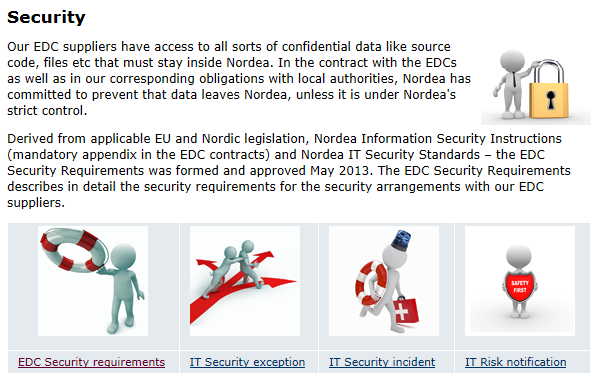 Security
Our EDC suppliers have access to all sorts of confidential data like source
code, files etc that must stay inside Nordea. In the contract with the EDCs
as well as in our corresponding obligations with local authorities, Nordea has
committed to prevent that data leaves Nordea, unless it is under Nordea's
strict control.
Derived from applicable EU and Nordic legislation, Nordea Information Security Instructions
(mandatory appendix in the EDC contracts) and Nordea IT Security Standards – the EDC
Security Requirements was formed and approved May 2013. The EDC Security Requirements
describes in detail the security requirements for the security arrangements with our EDC
suppliers.
SAFETY
FIRST
EDC Security requirements
IT Security exception
IT Security incident
IT Risk notification